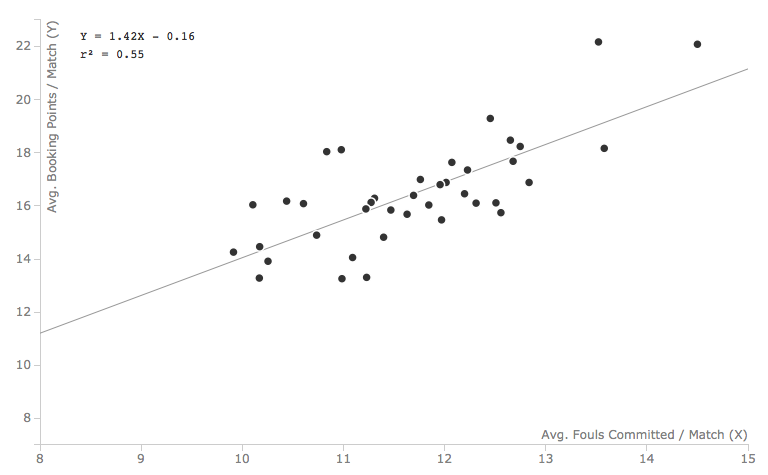 Y = 1.42X − 0.16
r² = 0.55
Avg. Booking Points / Match (Y)
22
20
18
16
14
12
10
8
Avg. Fouls Committed / Match (X)
8 9 10 11 12 13 14 15